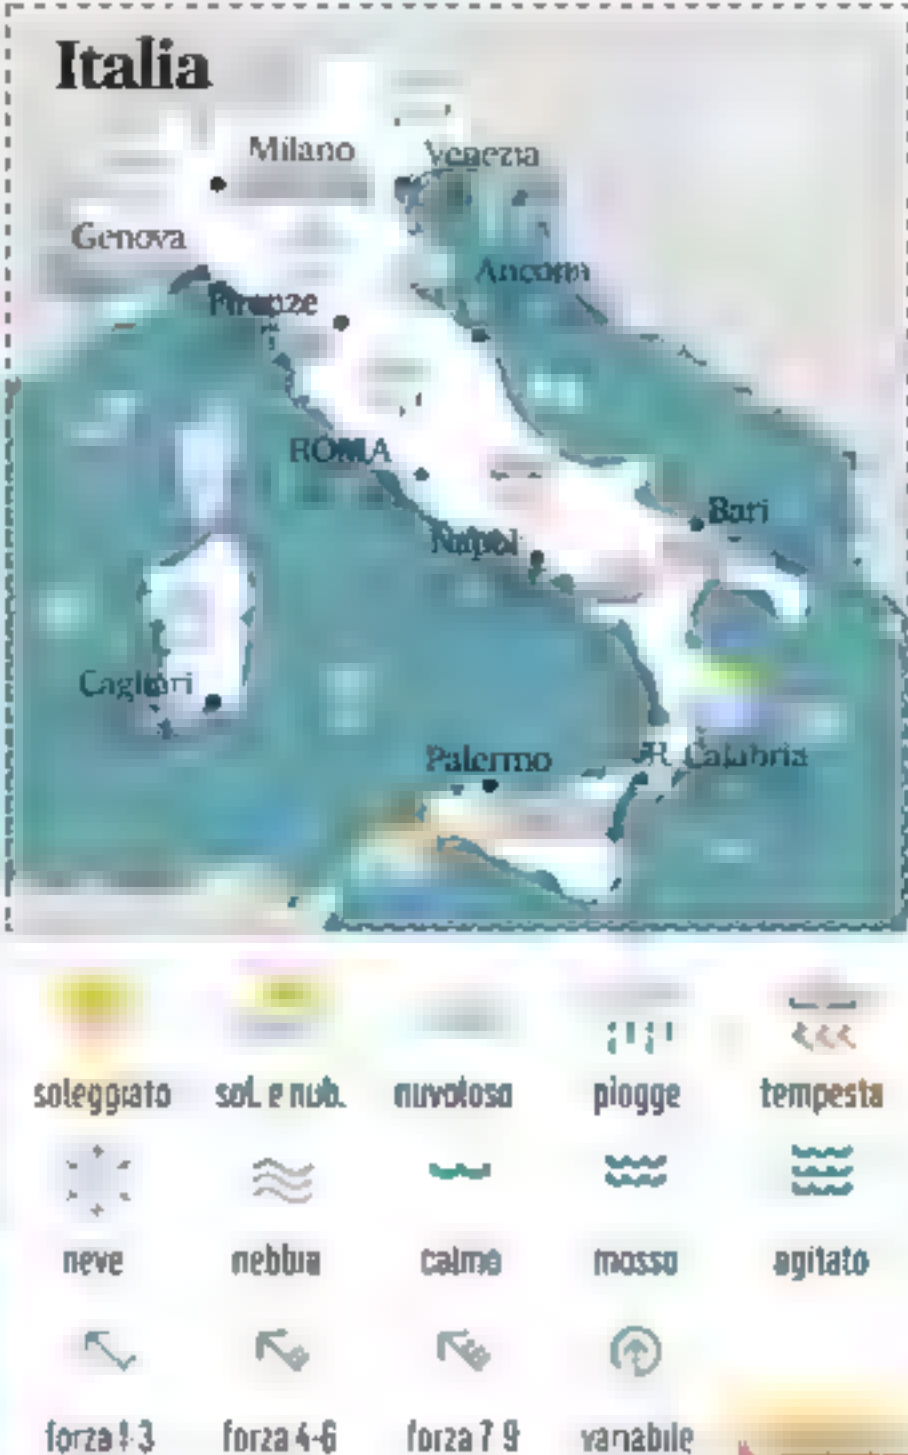 Italia
Milano
Venezia
Genova
Ancona
Firenze
ROMA
Bari
Napoli
Cagliari
Palermo
R. Calabria
soleggiato sol. e nub. nuvoloso piogge tempesta
neve nebbia calmo mosso agitato
forza 1-3 forza 4-6 forza 7-9 variabile